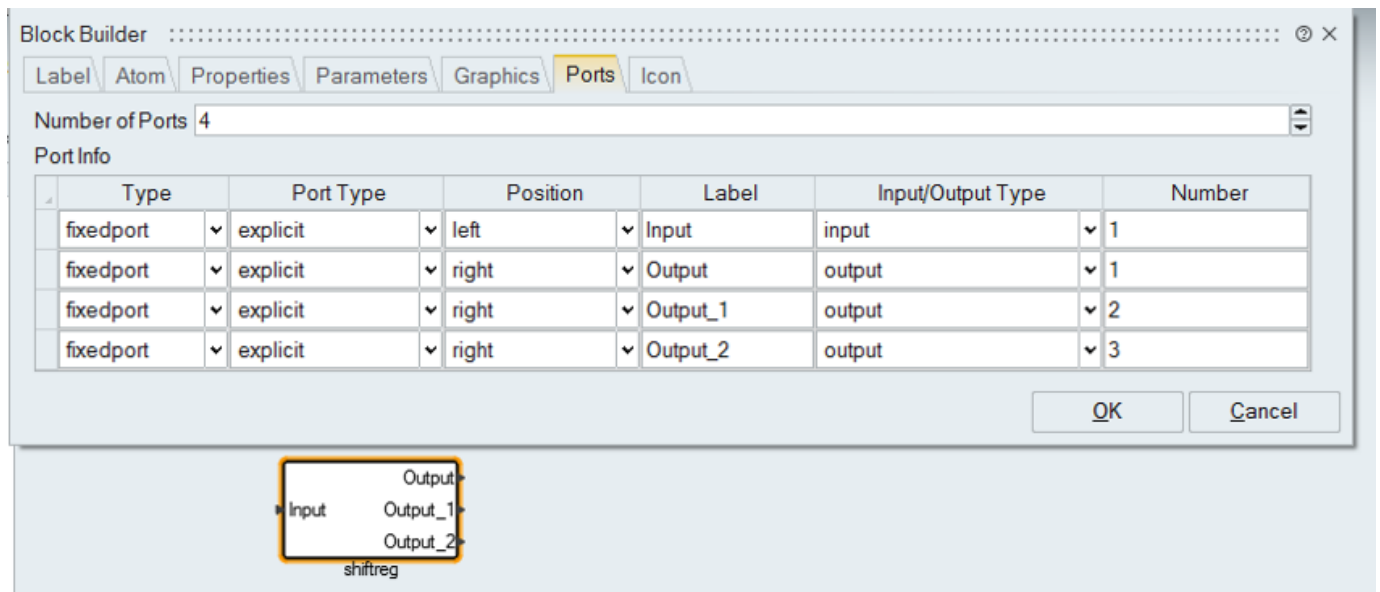 Block Builder
Label Atom Properties Parameters Graphics Ports Icon
Number of Ports 4
Port Info
Type Port Type Position Label Input/Output Type Number
fixedport explicit left Input input 1
fixedport explicit right Output output 1
fixedport explicit right Output_1 output 2
fixedport explicit right Output_2 output 3
OK Cancel
Output
Input Output_1
Output_2
shiftreg